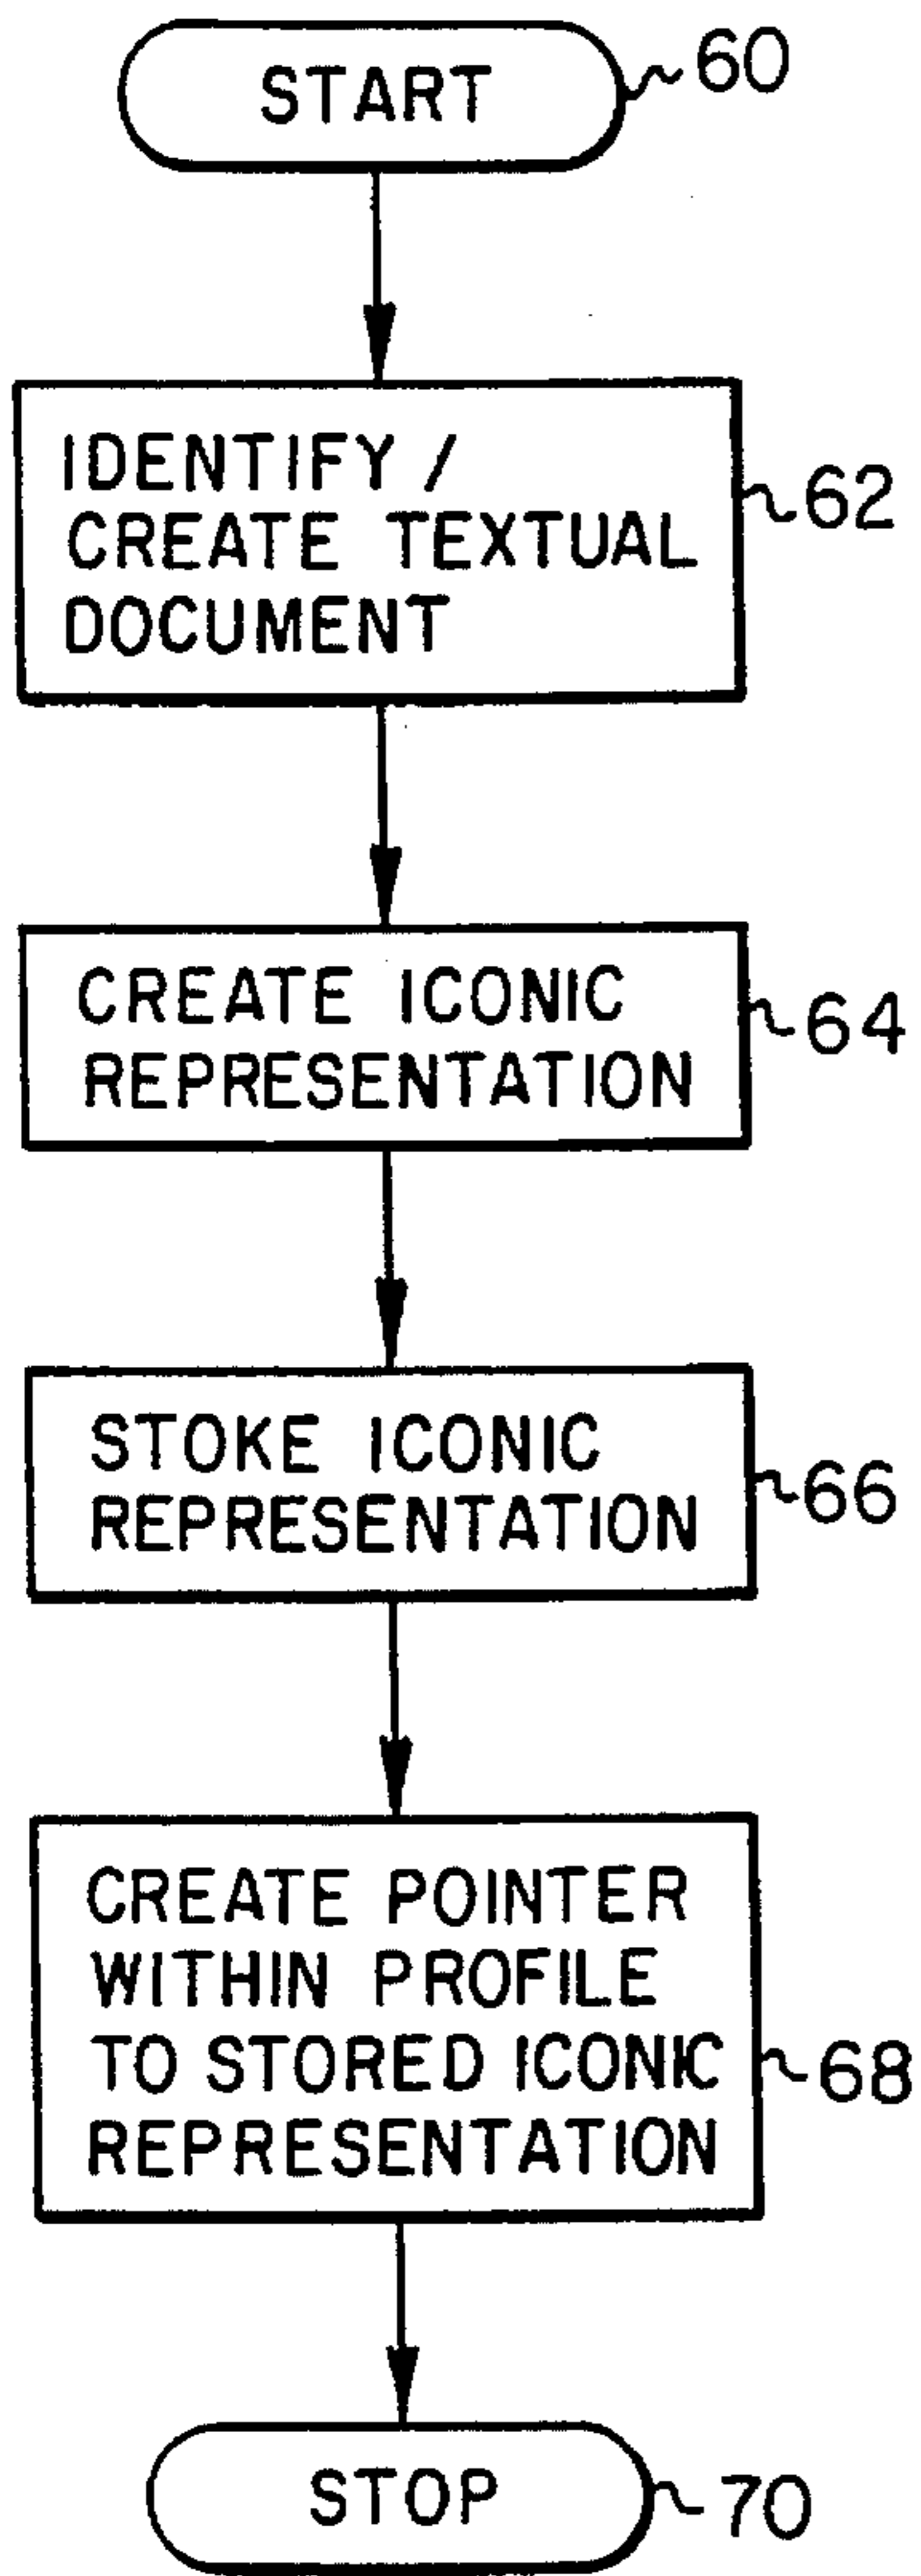 START
60
IDENTIFY /
CREATE TEXTUAL
DOCUMENT
62
CREATE ICONIC
REPRESENTATION
64
STOKE ICONIC
REPRESENTATION
66
CREATE POINTER
WITHIN PROFILE
TO STORED ICONIC
REPRESENTATION
68
STOP
70